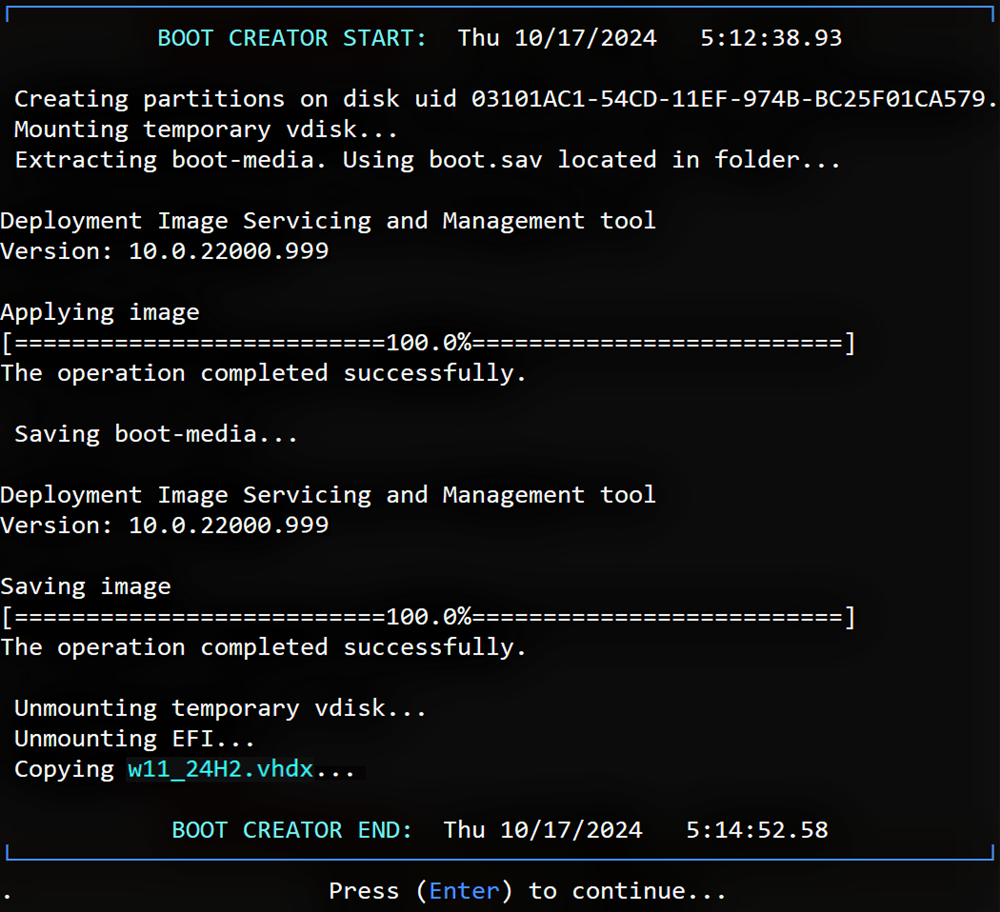 BOOT CREATOR START:  Thu 10/17/2024   5:12:38.93
Creating partitions on disk uid 03101AC1-54CD-11EF-974B-BC25F01CA579.
Mounting temporary vdisk...
Extracting boot-media. Using boot.sav located in folder...
Deployment Image Servicing and Management tool
Version: 10.0.22000.999
Applying image
[==========================100.0%==========================]
The operation completed successfully.
Saving boot-media...
Deployment Image Servicing and Management tool
Version: 10.0.22000.999
Saving image
[==========================100.0%==========================]
The operation completed successfully.
Unmounting temporary vdisk...
Unmounting EFI...
Copying w11_24H2.vhdx...
BOOT CREATOR END:  Thu 10/17/2024   5:14:52.58
.                      Press (Enter) to continue...